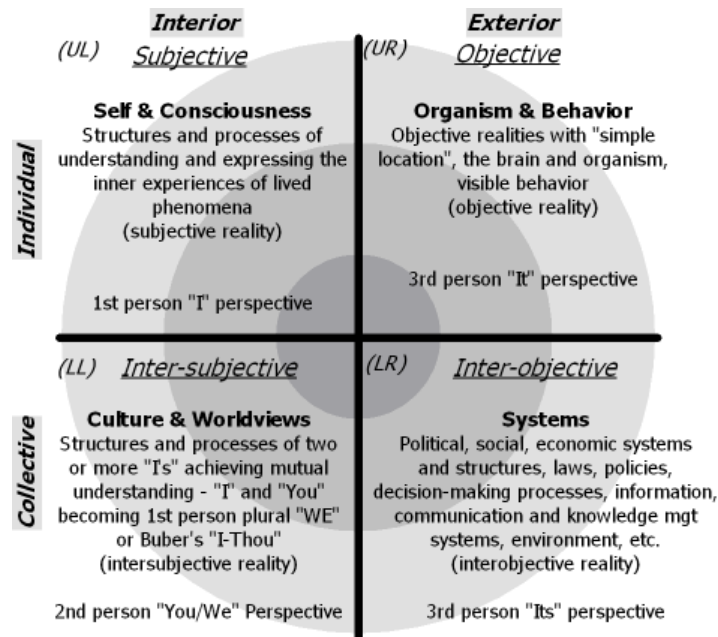 Interior
Exterior
(UL) Subjective
(UR) Objective
Individual
Self & Consciousness
Structures and processes of
understanding and expressing the
inner experiences of lived
phenomena
(subjective reality)
1st person "I" perspective
Organism & Behavior
Objective realities with "simple
location", the brain and organism,
visible behavior
(objective reality)
3rd person "It" perspective
Collective
(LL) Inter-subjective
Culture & Worldviews
Structures and processes of two
or more "I's" achieving mutual
understanding - "I" and "You"
becoming 1st person plural "WE"
or Buber's "I-Thou"
(intersubjective reality)
2nd person "You/We" Perspective
(LR) Inter-objective
Systems
Political, social, economic systems
and structures, laws, policies,
decision-making processes, information,
communication and knowledge mgt
systems, environment, etc.
(interobjective reality)
3rd person "Its" perspective